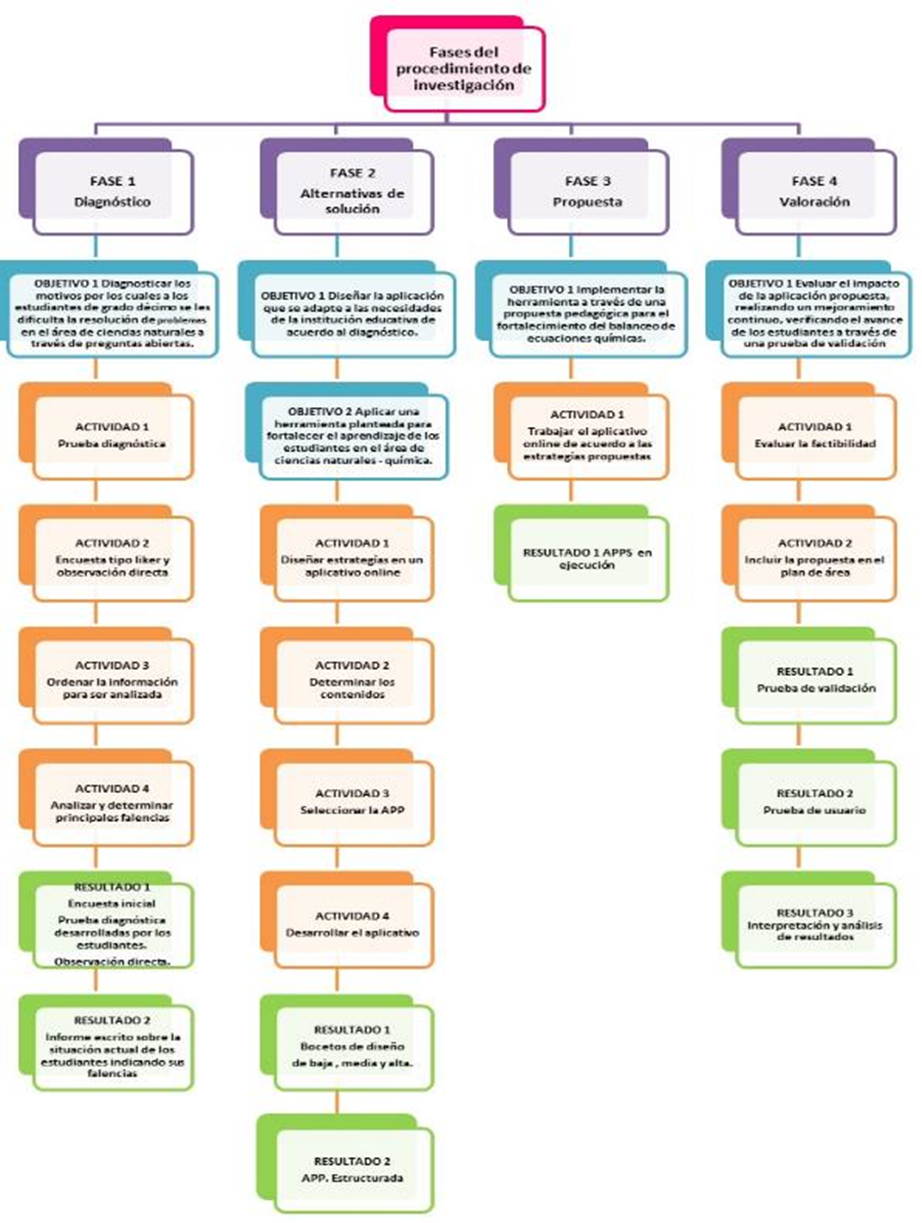 Fases del
procedimiento de
investigación
FASE 1
Diagnóstico
OBJETIVO 1 Diagnosticar los
motivos por los cuales a los
estudiantes de grado décimo se les
dificulta la resolución de problemas
en el área de ciencias naturales a
través de preguntas abiertas.
ACTIVIDAD 1
Prueba diagnóstica
ACTIVIDAD 2
Encuesta tipo liker y
observación directa
ACTIVIDAD 3
Ordenar la información
para ser analizada
ACTIVIDAD 4
Analizar y determinar
principales falencias
RESULTADO 1
Encuesta inicial
Prueba diagnóstica
desarrolladas por los
estudiantes.
Observación directa.
RESULTADO 2
Informe escrito sobre la
situación actual de los
estudiantes indicando sus
falencias
FASE 2
Alternativas de
solución
OBJETIVO 1 Diseñar la aplicación
que se adapte a las necesidades
de la institución educativa de
acuerdo al diagnóstico.
OBJETIVO 2 Aplicar una
herramienta planteada para
fortalecer el aprendizaje de los
estudiantes en el área de
ciencias naturales - química.
ACTIVIDAD 1
Diseñar estrategias en un
aplicativo online
ACTIVIDAD 2
Determinar los
contenidos
ACTIVIDAD 3
Seleccionar la APP
ACTIVIDAD 4
Desarrollar el aplicativo
RESULTADO 1
Bocetos de diseño
de baja , media y alta.
RESULTADO 2
APP. Estructurada
FASE 3
Propuesta
OBJETIVO 1 Implementar la
herramienta a través de una
propuesta pedagógica para el
fortalecimiento del balanceo de
ecuaciones químicas.
ACTIVIDAD 1
Trabajar el aplicativo
online de acuerdo a las
estrategias propuestas
RESULTADO 1 APPS en
ejecución
FASE 4
Valoración
OBJETIVO 1 Evaluar el impacto
de la aplicación propuesta,
realizando un mejoramiento
continuo, verificando el avance
de los estudiantes a través de
una prueba de validación
ACTIVIDAD 1
Evaluar la factibilidad
ACTIVIDAD 2
Incluir la propuesta en el
plan de área
RESULTADO 1
Prueba de validación
RESULTADO 2
Prueba de usuario
RESULTADO 3
Interpretación y análisis
de resultados